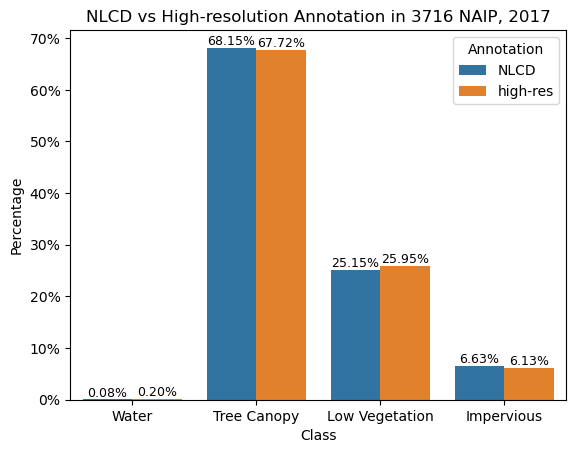 NLCD vs High-resolution Annotation in 3716 NAIP, 2017
Annotation
NLCD
high-res
Percentage
70%
60%
50%
40%
30%
20%
10%
0%
0.08%
0.20%
68.15%
67.72%
25.15%
25.95%
6.63%
6.13%
Water
Tree Canopy
Low Vegetation
Impervious
Class